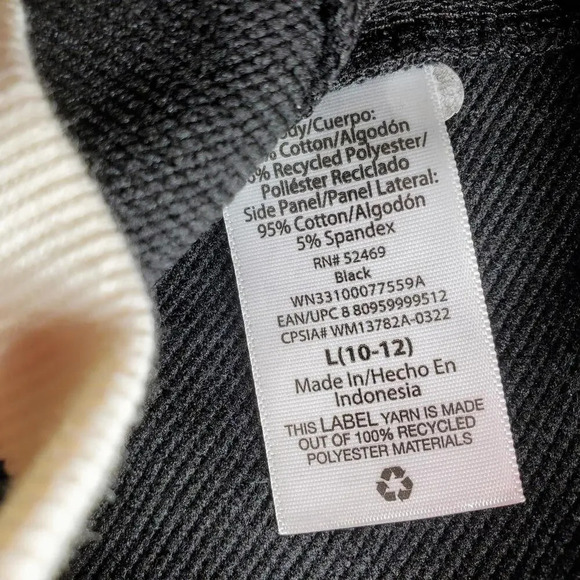 dy/Cuerpo:
% Cotton/Algodón
% Recycled Polyester/
Poliéster Reciclado
Side Panel/Panel Lateral:
95% Cotton/Algodón
5% Spandex
RN# 52469
Black
WN33100077559A
EAN/UPC 8 80959999512
CPSIA# WM13782A-0322
L(10-12)
Made In/Hecho En
Indonesia
THIS LABEL YARN IS MADE
OUT OF 100% RECYCLED
POLYESTER MATERIALS